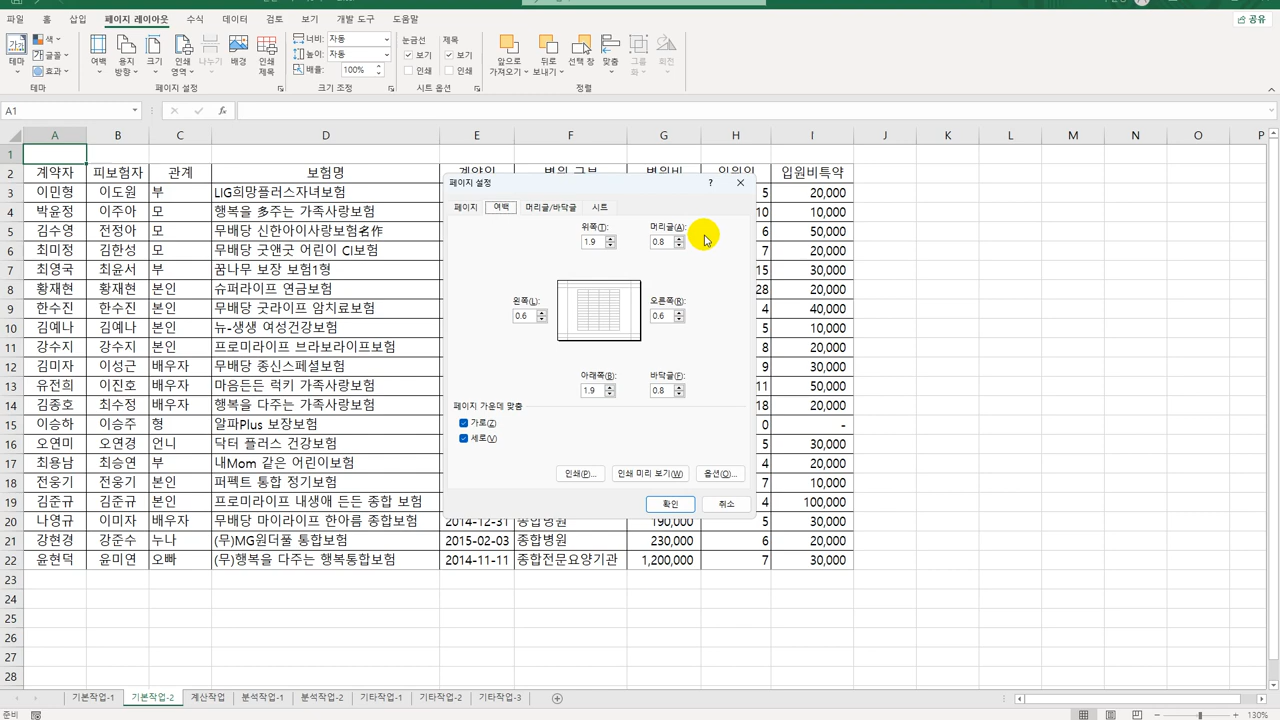 파일 홈 삽입 페이지 레이아웃 수식 데이터 검토 보기 개발 도구 도움말 공유
가가 색 글꼴 효과 테마 여백 용지 방향 크기 인쇄 영역 나누기 배경 인쇄 제목
너비: 자동 높이: 자동 배율: 100%
눈금선 제목
보기 보기
인쇄 인쇄
앞으로 가져오기 뒤로 보내기 선택 창 맞춤 그룹화 회전
테마 페이지 설정 크기 조정 시트 옵션 정렬
A1 fx
A B C D E F G H I J K L M N O P
1
2 계약자 피보험자 관계 보험명 입원비특약
3 이민형 이도원 부 LIG희망플러스자녀보험 5 20,000
4 박윤정 이주아 모 행복을 多주는 가족사랑보험 10 10,000
5 김수영 전정아 모 무배당 신한아이사랑보험名作 6 50,000
6 최미정 김한성 모 무배당 굿앤굿 어린이 CI보험 7 20,000
7 최영국 최윤서 부 꿈나무 보장 보험1형 15 30,000
8 황재현 황재현 본인 슈퍼라이프 연금보험 28 20,000
9 한수진 한수진 본인 무배당 굿라이프 암치료보험 4 40,000
10 김예나 김예나 본인 뉴-생생 여성건강보험 5 10,000
11 강수지 강수지 본인 프로미라이프 브라보라이프보험 8 20,000
12 김미자 이성근 배우자 무배당 종신스페셜보험 9 30,000
13 유전희 이진호 배우자 마음든든 럭키 가족사랑보험 11 50,000
14 김종호 최수정 배우자 행복을 다주는 가족사랑보험 18 20,000
15 이승하 이승주 형 알파Plus 보장보험 0 -
16 오연미 오연경 언니 닥터 플러스 건강보험 5 30,000
17 최용남 최승연 부 내Mom 같은 어린이보험 4 20,000
18 전웅기 전웅기 본인 퍼펙트 통합 정기보험 7 10,000
19 김준규 김준규 본인 프로미라이프 내생애 든든 종합 보험 4 100,000
20 나영규 이미자 배우자 무배당 마이라이프 한아름 종합보험 2014-12-31 종합병원 190,000 5 30,000
21 강현경 강준수 누나 (무)MG원더풀 통합보험 2015-02-03 종합병원 230,000 6 20,000
22 윤현덕 윤미연 오빠 (무)행복을 다주는 행복통합보험 2014-11-11 종합전문요양기관 1,200,000 7 30,000
23
24
25
26
27
28
페이지 설정 ?
페이지 여백 머리글/바닥글 시트
위쪽(T): 머리글(A):
1.9 0.8
왼쪽(L): 오른쪽(R):
0.6 0.6
아래쪽(B): 바닥글(F):
1.9 0.8
페이지 가운데 맞춤
가로(Z)
세로(V)
인쇄(P)... 인쇄 미리 보기(W) 옵션(O)...
확인 취소
기본작업-1 기본작업-2 계산작업 분석작업-1 분석작업-2 기타작업-1 기타작업-2 기타작업-3
준비 130%